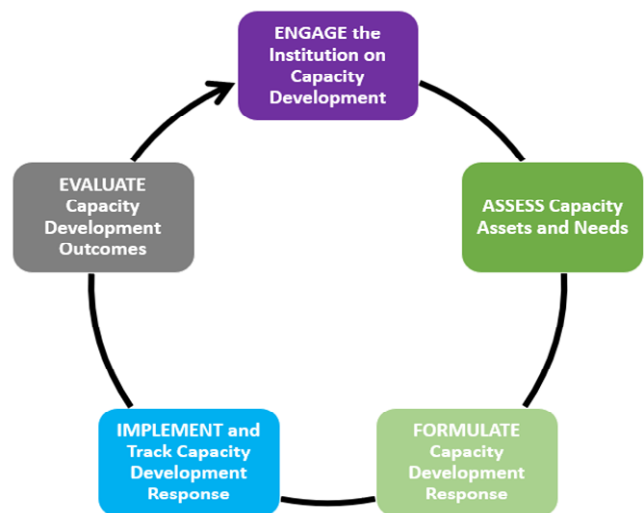 ENGAGE the
Institution on
Capacity
Development
ASSESS Capacity
Assets and Needs
FORMULATE
Capacity
Development
Response
IMPLEMENT and
Track Capacity
Development
Response
EVALUATE
Capacity
Development
Outcomes